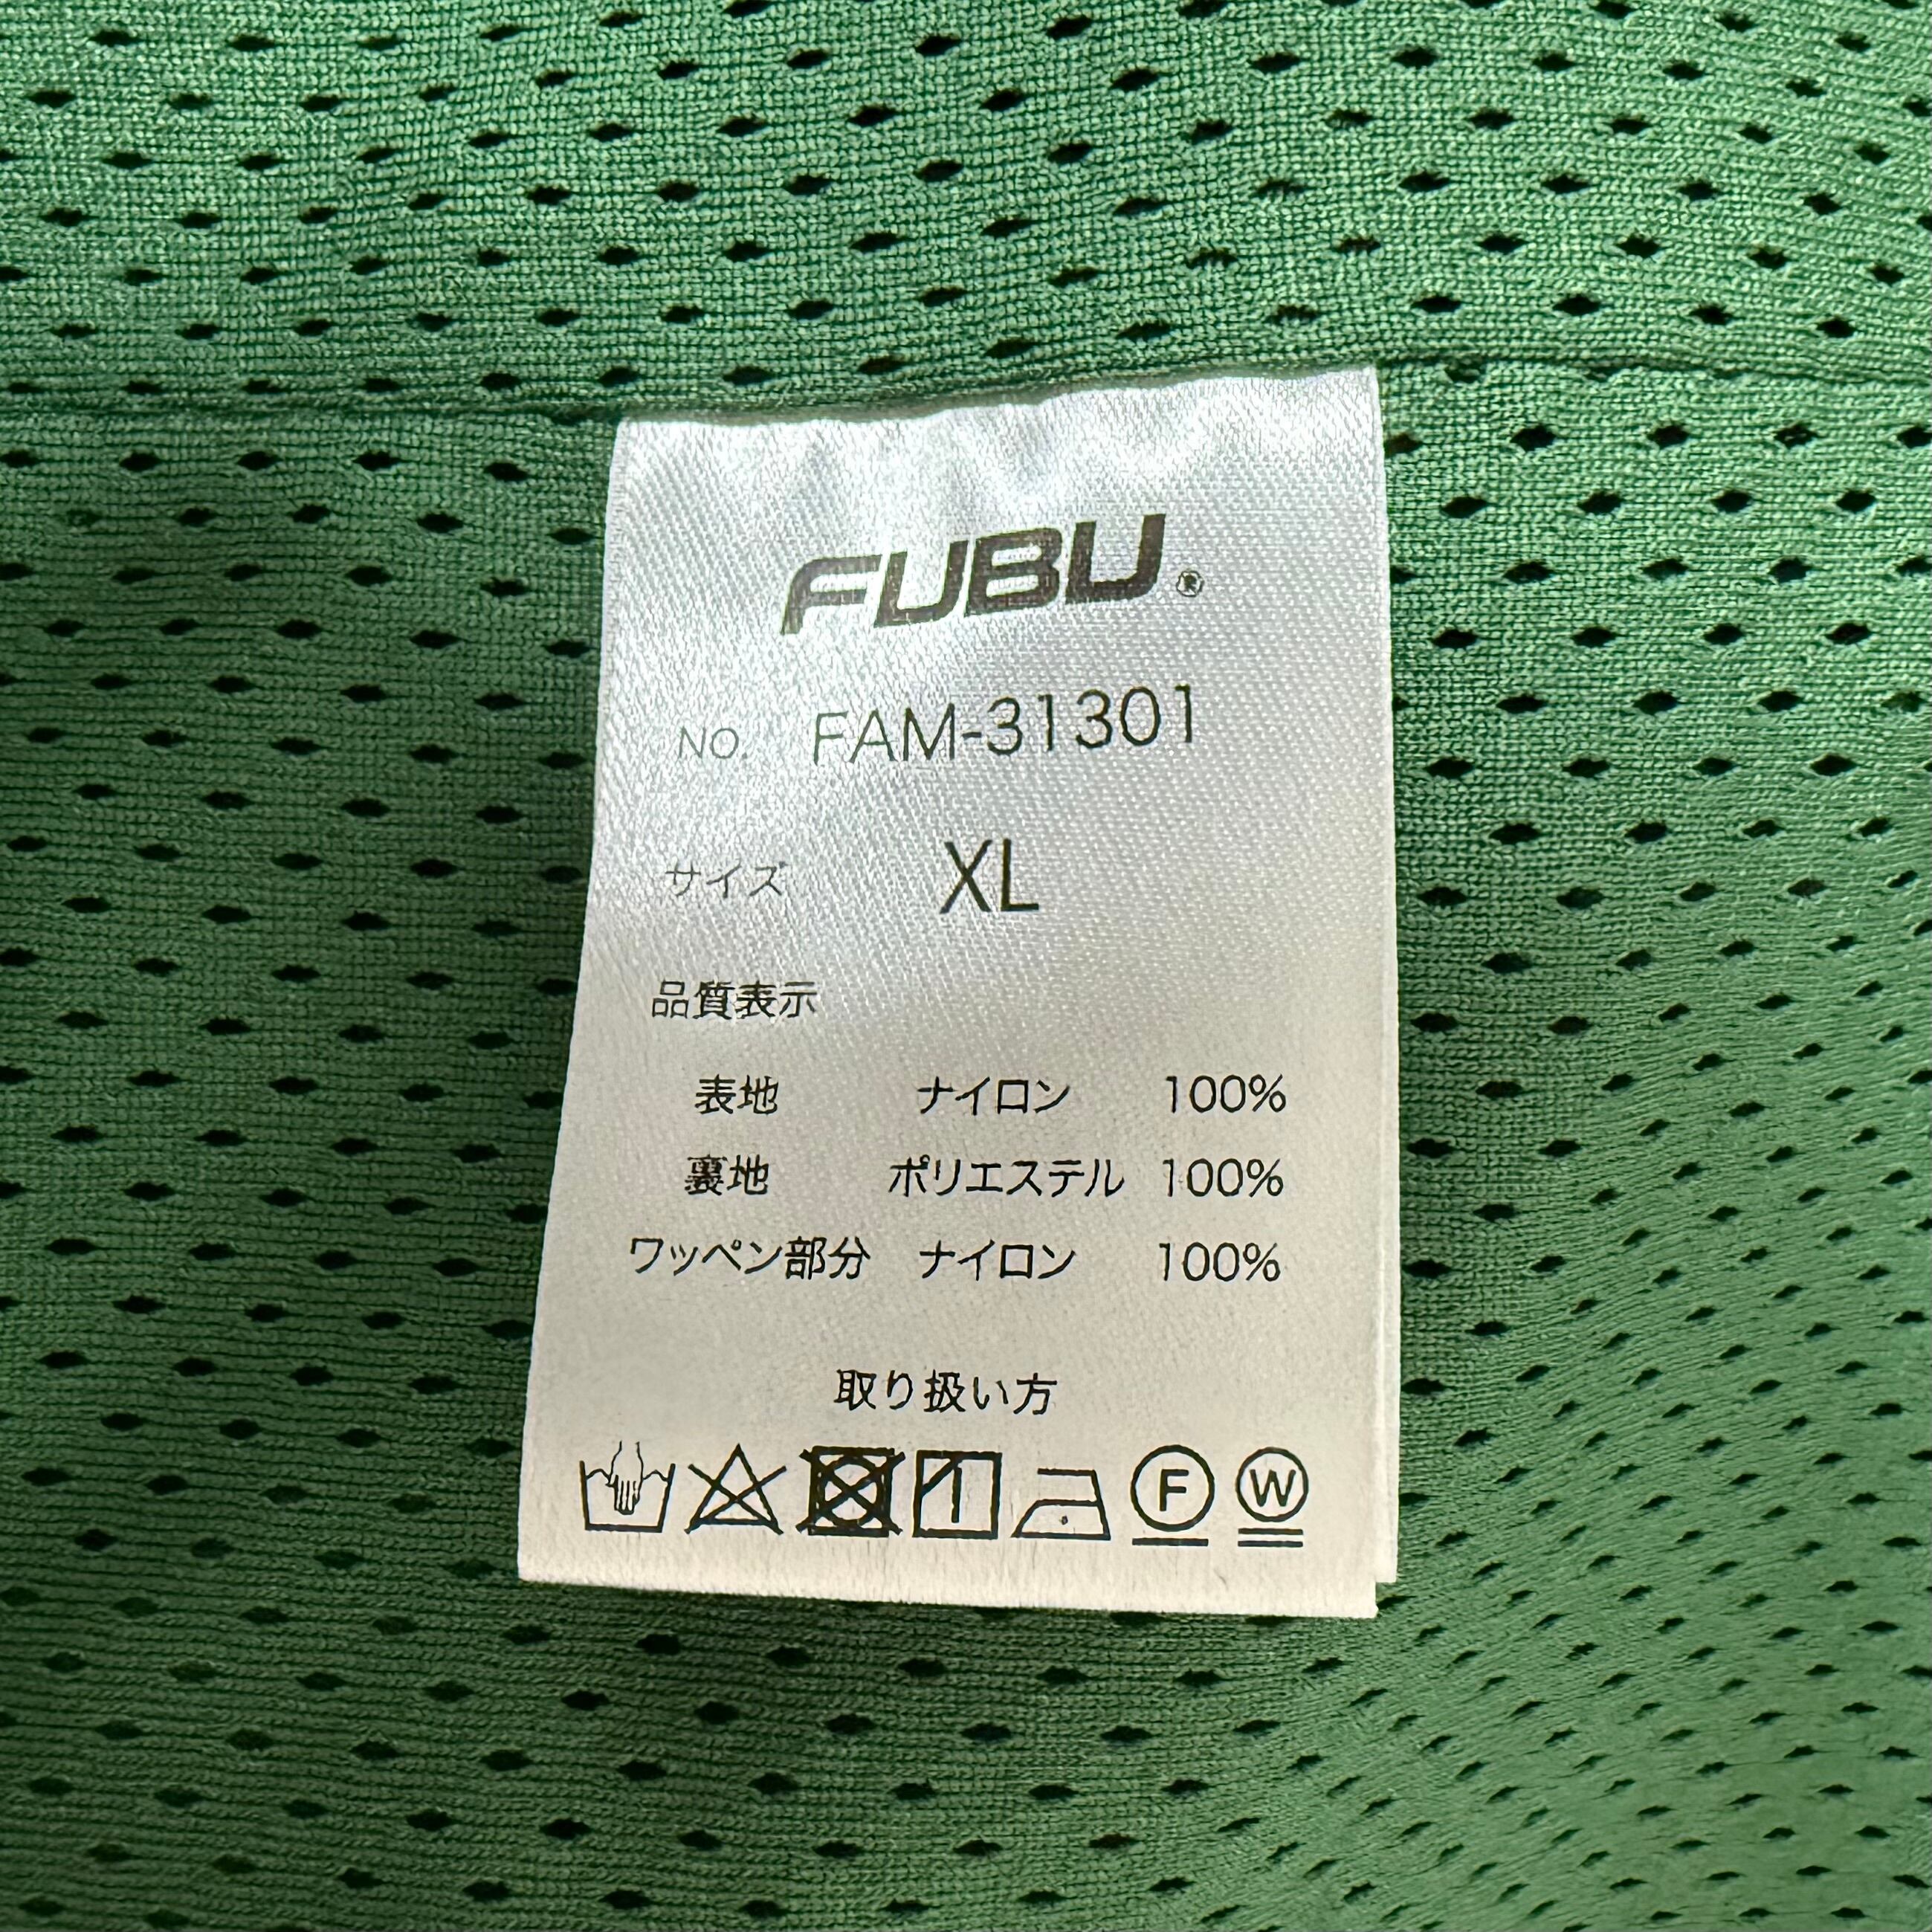 FUBU®
NO. FAM-31301
サイズ XL
品質表示
表地 ナイロン 100%
裏地 ポリエステル 100%
ワッペン部分 ナイロン 100%
取り扱い方
F W